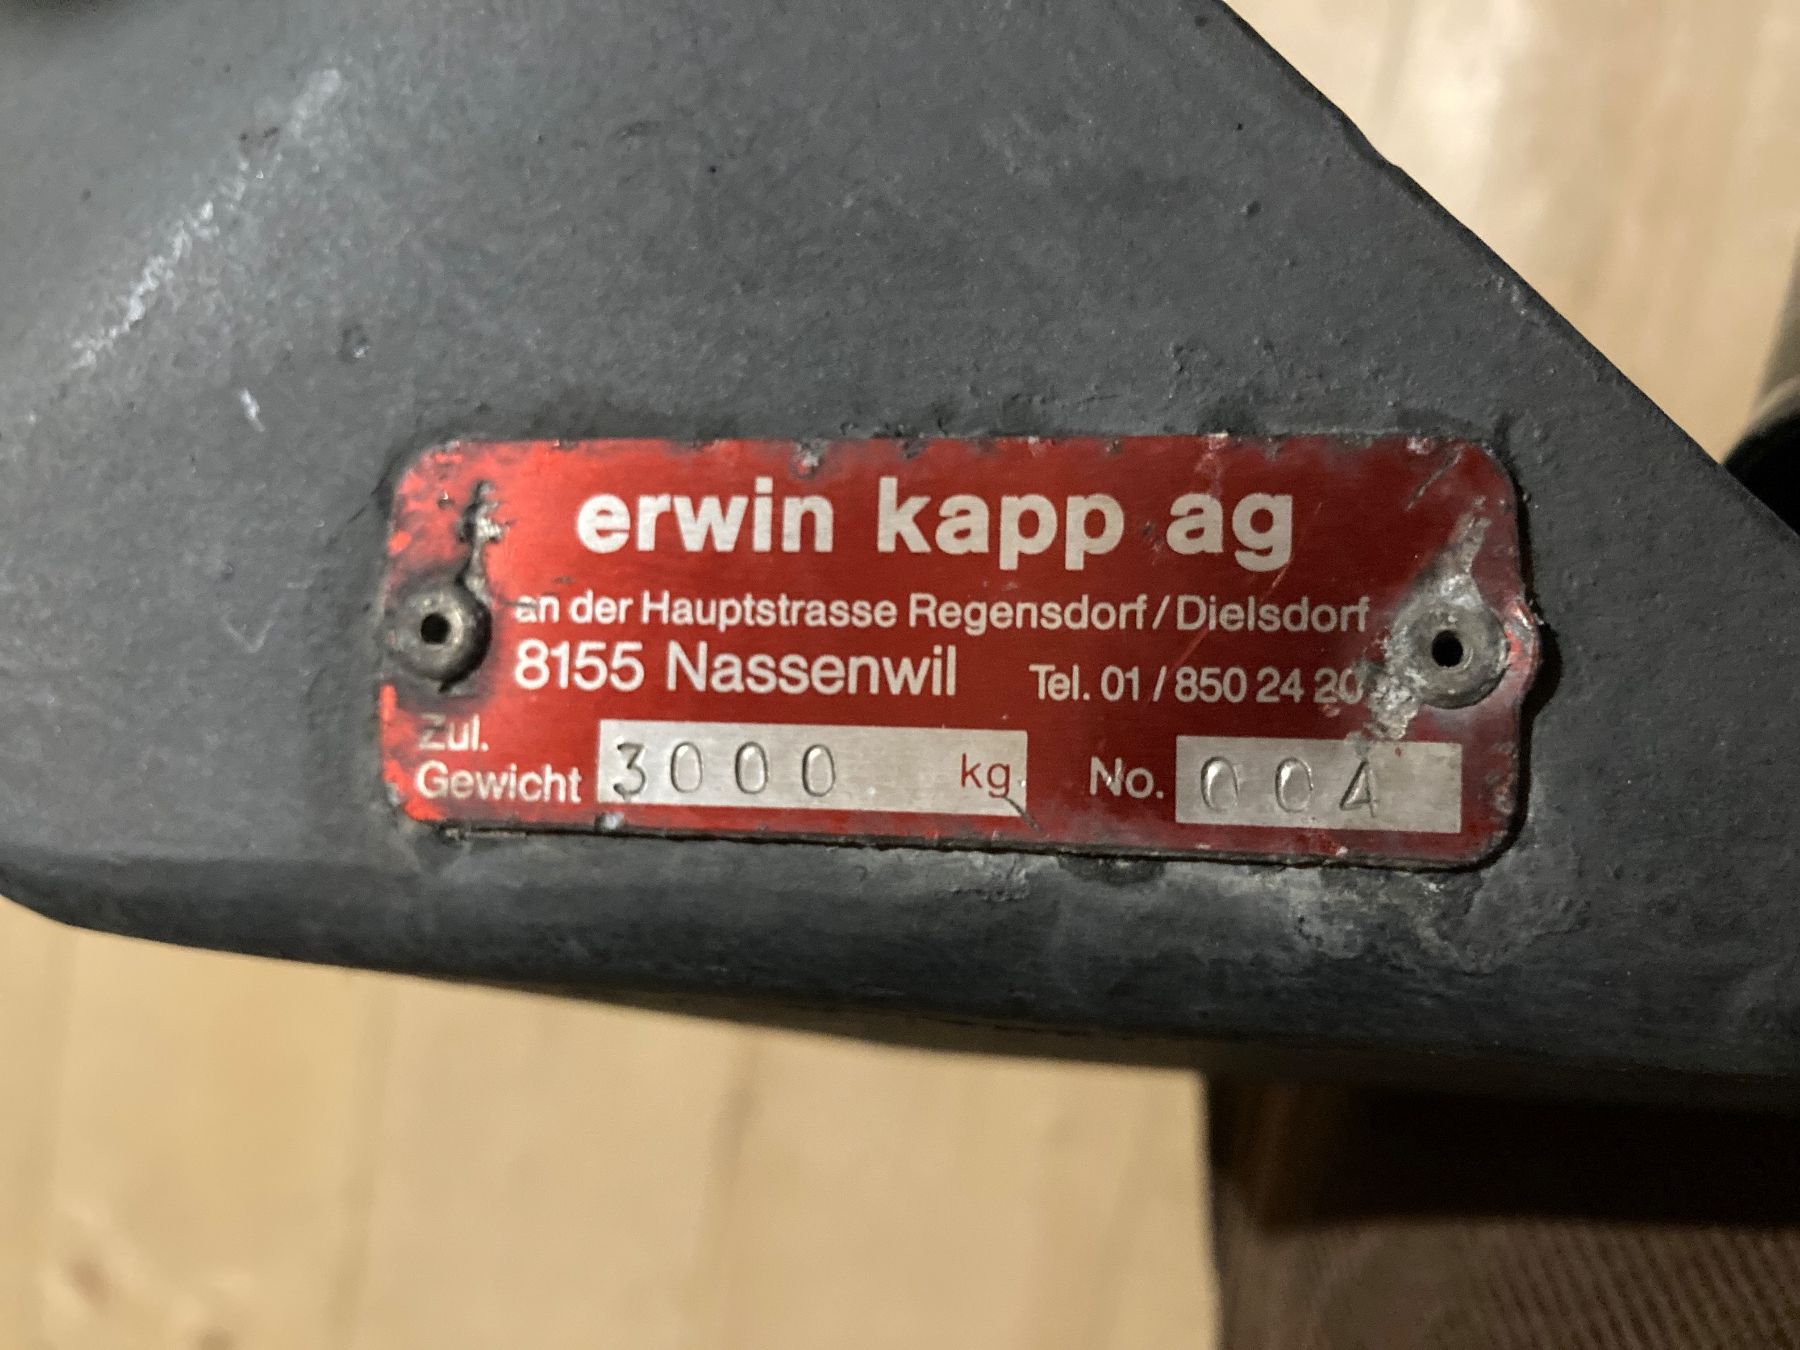 erwin kapp ag
an der Hauptstrasse Regensdorf/Dielsdorf
8155 Nassenwil Tel. 01/850 24 20
Zul.
Gewicht 3000 kg. No. 004